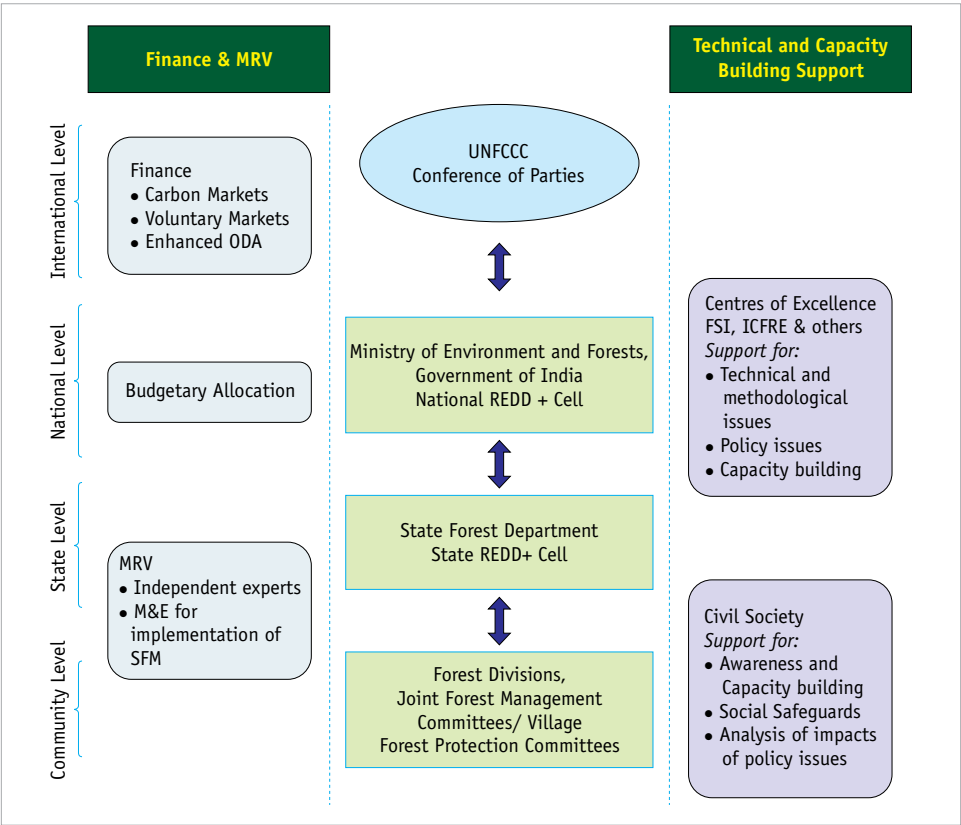 Finance & MRV
Technical and Capacity
Building Support
International Level
Finance
• Carbon Markets
• Voluntary Markets
• Enhanced ODA
UNFCCC
Conference of Parties
National Level
Budgetary Allocation
Ministry of Environment and Forests,
Government of India
National REDD + Cell
Centres of Excellence
FSI, ICFRE & others
Support for:
• Technical and
methodological
issues
• Policy issues
• Capacity building
State Level
State Forest Department
State REDD+ Cell
MRV
• Independent experts
• M&E for
implementation of
SFM
Community Level
Forest Divisions,
Joint Forest Management
Committees/ Village
Forest Protection Committees
Civil Society
Support for:
• Awareness and
Capacity building
• Social Safeguards
• Analysis of impacts
of policy issues